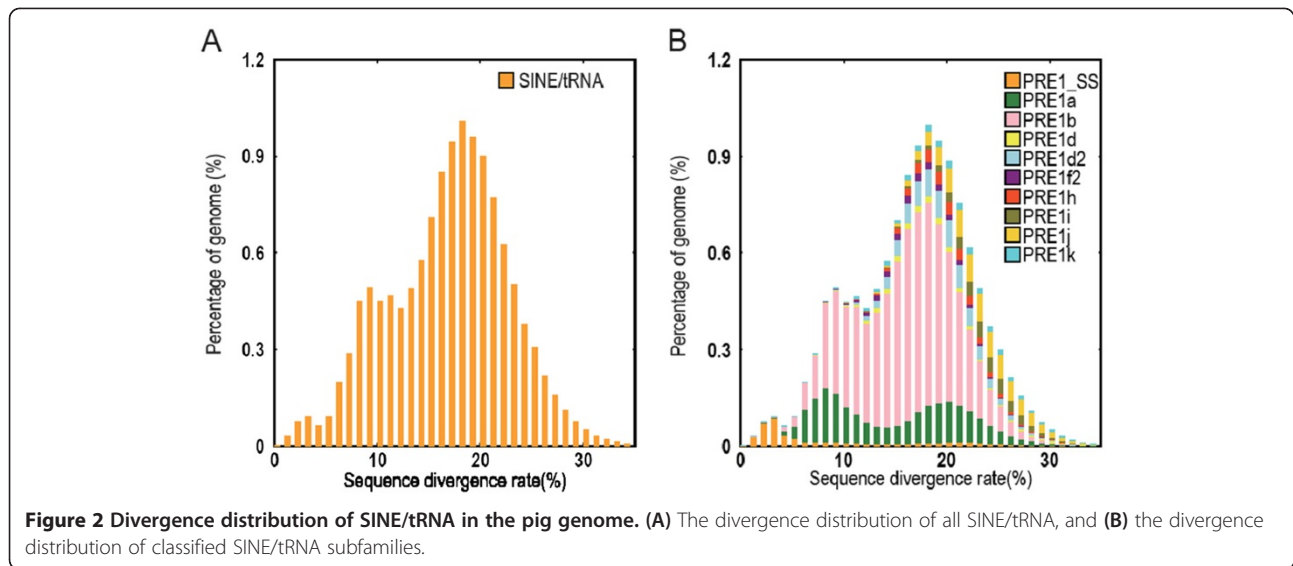 A
1.2
0.9
0.6
0.3
0
Percentage of genome (%)
SINE/tRNA
0 10 20 30
Sequence divergence rate(%)
B
1.2
0.9
0.6
0.3
0
Percentage of genome (%)
PRE1_SS
PRE1a
PRE1b
PRE1d
PRE1d2
PRE1f2
PRE1h
PRE1i
PRE1j
PRE1k
0 10 20 30
Sequence divergence rate(%)
Figure 2 Divergence distribution of SINE/tRNA in the pig genome. (A) The divergence distribution of all SINE/tRNA, and (B) the divergence
distribution of classified SINE/tRNA subfamilies.